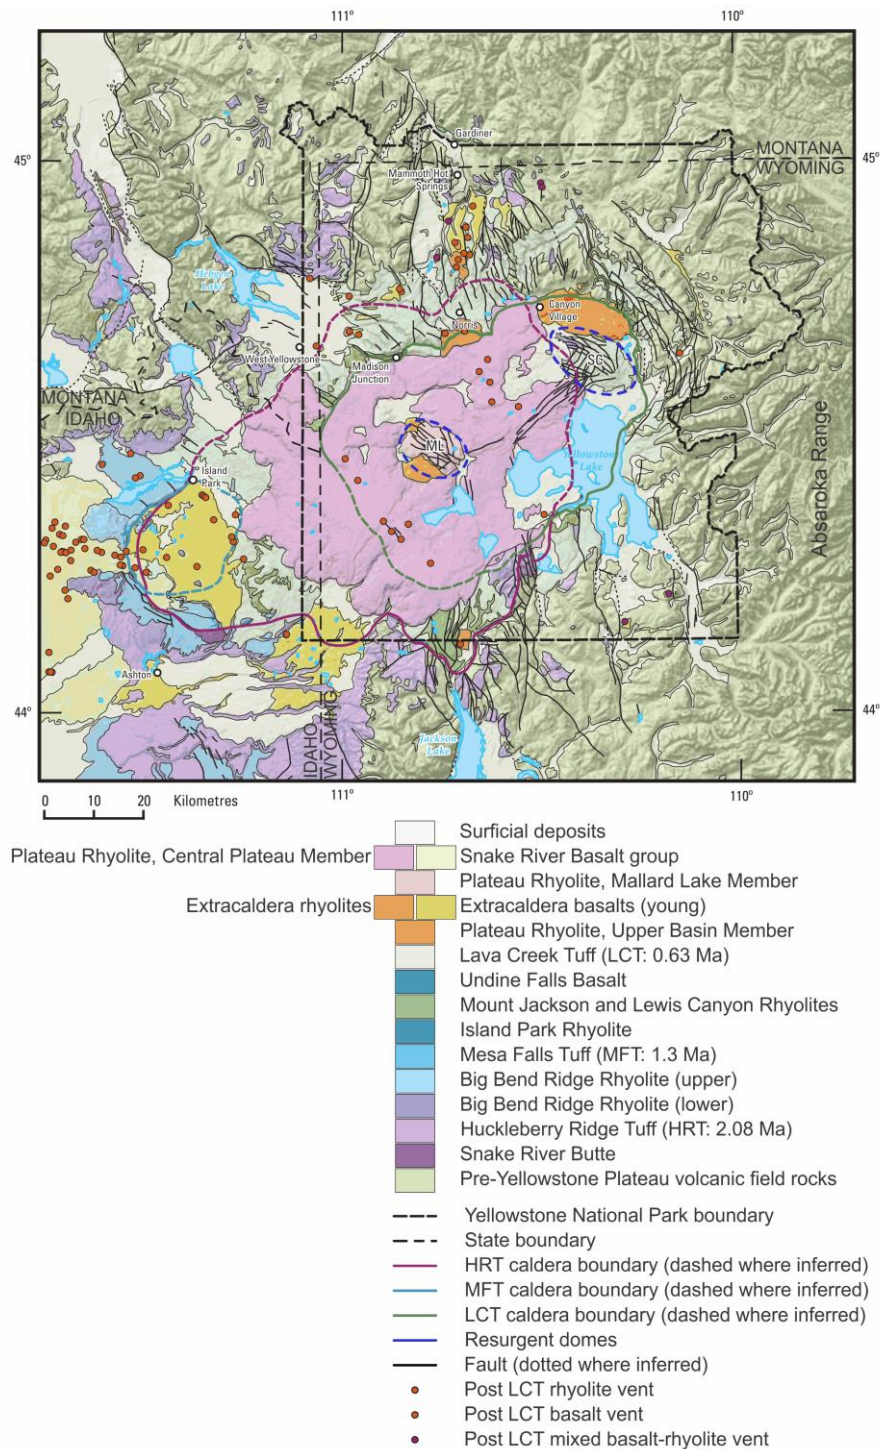 111°
110°
Gardiner
MONTANA
WYOMING
45°
45°
Mammoth Hot
Springs
Hebgen
Lake
Canyon
Village
Norris
West Yellowstone
Madison
Junction
SC
MONTANA
IDAHO
ML
Yellowstone
Lake
Island
Park
Absaroka Range
Ashton
44°
44°
IDAHO
WYOMING
Jackson
Lake
0 10 20 Kilometres
111°
110°
Surficial deposits
Plateau Rhyolite, Central Plateau Member Snake River Basalt group
Plateau Rhyolite, Mallard Lake Member
Extracaldera rhyolites Extracaldera basalts (young)
Plateau Rhyolite, Upper Basin Member
Lava Creek Tuff (LCT: 0.63 Ma)
Undine Falls Basalt
Mount Jackson and Lewis Canyon Rhyolites
Island Park Rhyolite
Mesa Falls Tuff (MFT: 1.3 Ma)
Big Bend Ridge Rhyolite (upper)
Big Bend Ridge Rhyolite (lower)
Huckleberry Ridge Tuff (HRT: 2.08 Ma)
Snake River Butte
Pre-Yellowstone Plateau volcanic field rocks
Yellowstone National Park boundary
State boundary
HRT caldera boundary (dashed where inferred)
MFT caldera boundary (dashed where inferred)
LCT caldera boundary (dashed where inferred)
Resurgent domes
Fault (dotted where inferred)
Post LCT rhyolite vent
Post LCT basalt vent
Post LCT mixed basalt-rhyolite vent